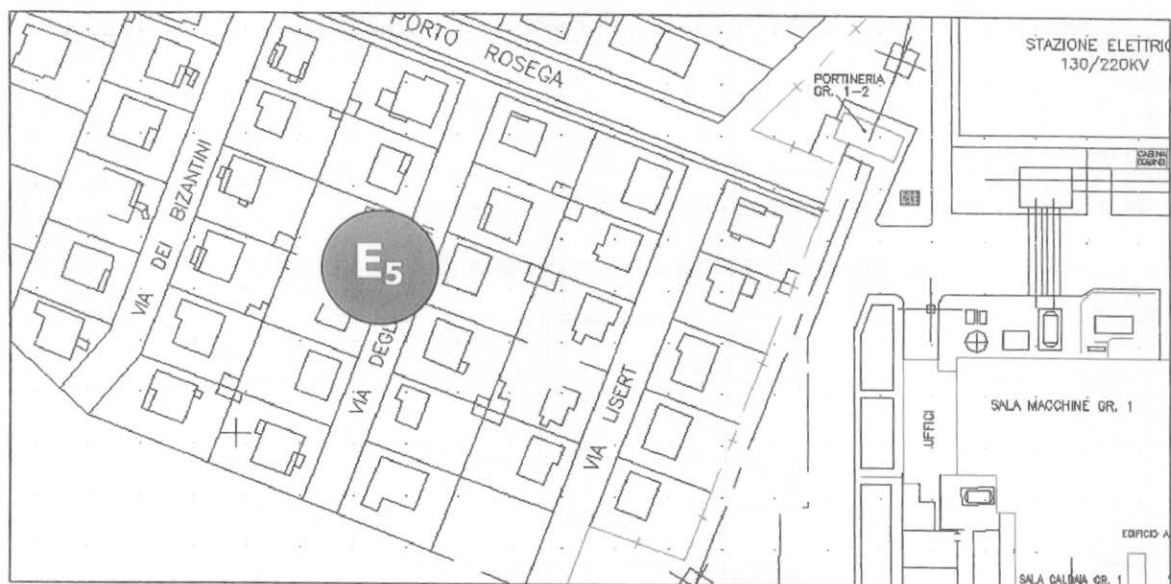 PORTO ROSEGA
STAZIONE ELETTRIC
130/220KV
PORTINERIA
GR. 1-2
VIA DEI BIZANTINI
E5
VIA DEGL
VIA LISERT
UFFICI
SALA MACCHINE GR. 1
EDIFICIO A
SALA CALDAIA GR. 1